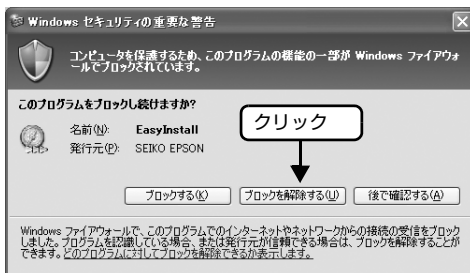 Windows セキュリティの重要な警告
コンピュータを保護するため、このプログラムの機能の一部が Windows ファイアウォ
ールでブロックされています。
このプログラムをブロックし続けますか?
名前(N): EasyInstall
発行元(P): SEIKO EPSON
クリック
ブロックする(K) ブロックを解除する(U) 後で確認する(A)
Windows ファイアウォールで、このプログラムでのインターネットやネットワークからの接続の受信をブロック
しました。プログラムを認識している場合、または発行元が信頼できる場合は、ブロックを解除することが
できます。どのプログラムに対してブロックを解除できるか表示します。